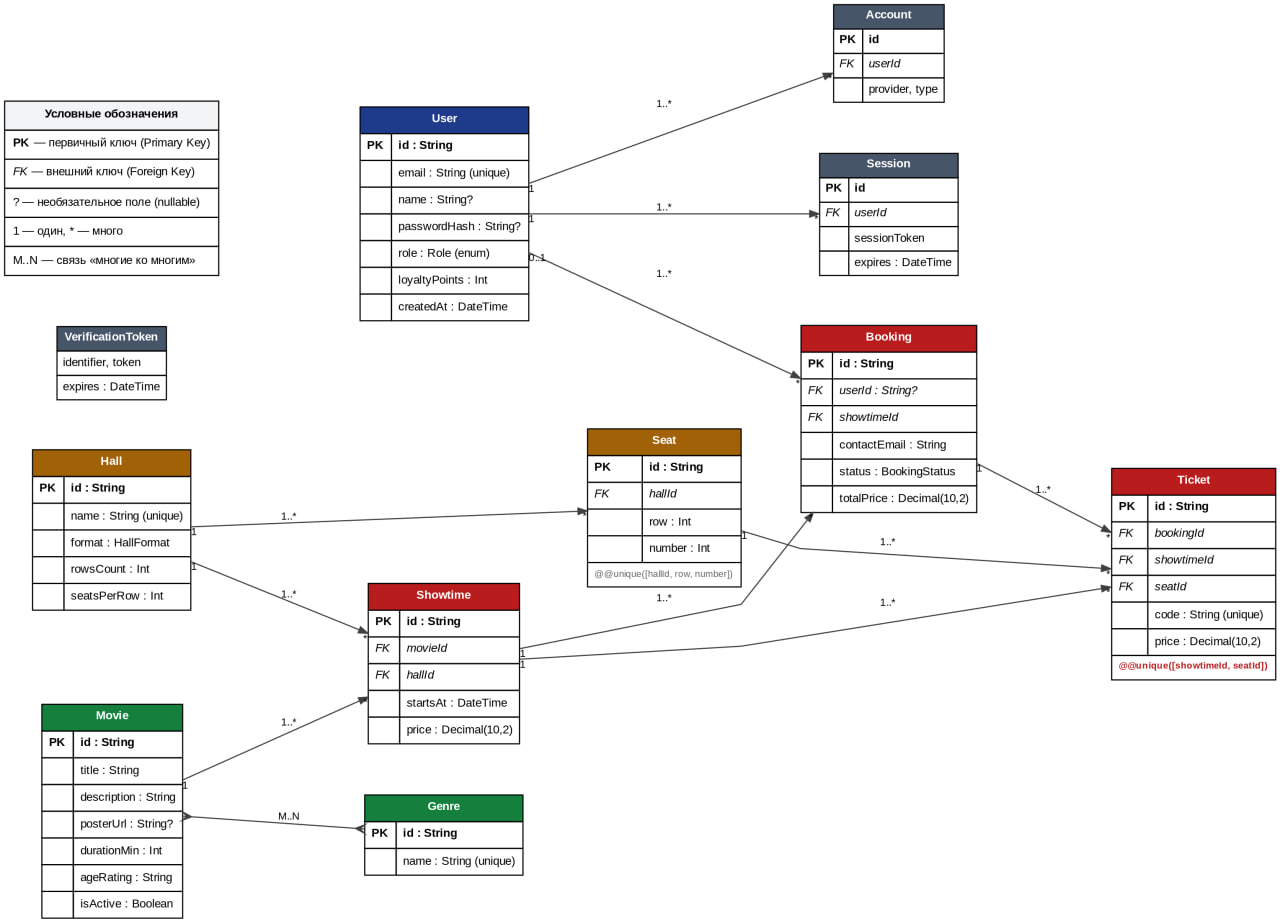 Условные обозначения
PK — первичный ключ (Primary Key)
FK — внешний ключ (Foreign Key)
? — необязательное поле (nullable)
1 — один, * — много
M..N — связь «многие ко многим»
VerificationToken
identifier, token
expires : DateTime
Hall
PK id : String
name : String (unique)
format : HallFormat
rowsCount : Int
seatsPerRow : Int
Movie
PK id : String
title : String
description : String
posterUrl : String?
durationMin : Int
ageRating : String
isActive : Boolean
User
PK id : String
email : String (unique)
name : String?
passwordHash : String?
role : Role (enum)
loyaltyPoints : Int
createdAt : DateTime
Showtime
PK id : String
FK movieId
FK hallId
startsAt : DateTime
price : Decimal(10,2)
Genre
PK id : String
name : String (unique)
Seat
PK id : String
FK hallId
row : Int
number : Int
@@unique([hallId, row, number])
Account
PK id
FK userId
provider, type
Session
PK id
FK userId
sessionToken
expires : DateTime
Booking
PK id : String
FK userId : String?
FK showtimeId
contactEmail : String
status : BookingStatus
totalPrice : Decimal(10,2)
Ticket
PK id : String
FK bookingId
FK showtimeId
FK seatId
code : String (unique)
price : Decimal(10,2)
@@unique([showtimeId, seatId])
1..*
1
1..*
1
*
1..*
0..1
*
1..*
1
*
1..*
1
*
1..*
1
*
M..N
1..*
1
*
1..*
1
*
1..*
1
1..*
1
*